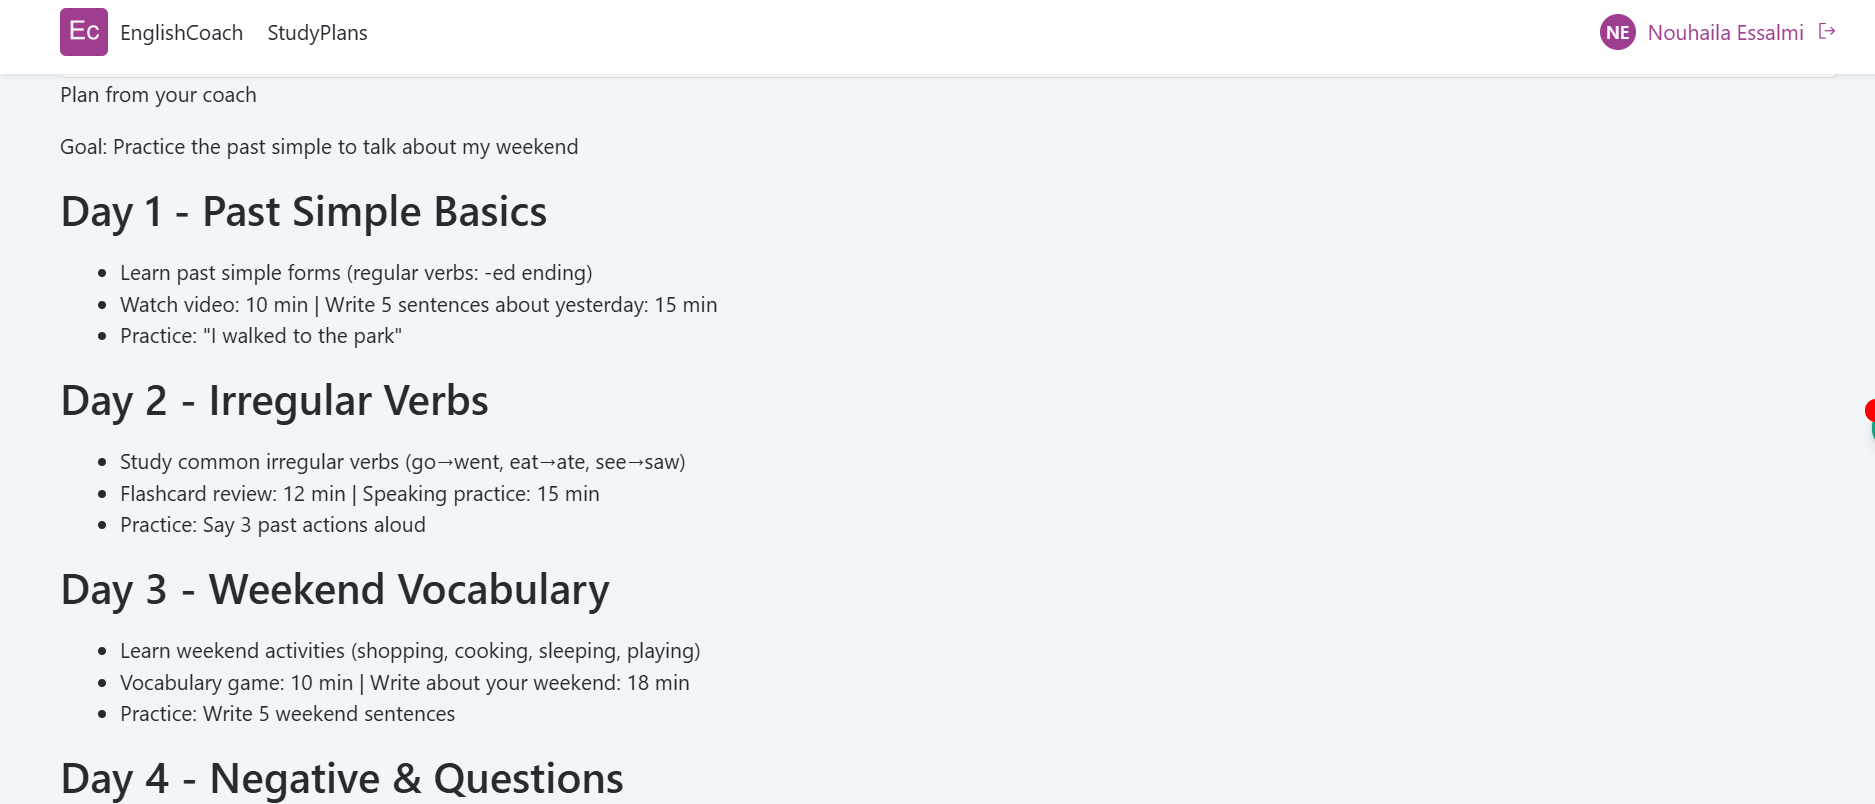 Ec EnglishCoach StudyPlans NE Nouhaila Essalmi
Plan from your coach
Goal: Practice the past simple to talk about my weekend
Day 1 - Past Simple Basics
Learn past simple forms (regular verbs: -ed ending)
Watch video: 10 min | Write 5 sentences about yesterday: 15 min
Practice: "I walked to the park"
Day 2 - Irregular Verbs
Study common irregular verbs (go→went, eat→ate, see→saw)
Flashcard review: 12 min | Speaking practice: 15 min
Practice: Say 3 past actions aloud
Day 3 - Weekend Vocabulary
Learn weekend activities (shopping, cooking, sleeping, playing)
Vocabulary game: 10 min | Write about your weekend: 18 min
Practice: Write 5 weekend sentences
Day 4 - Negative & Questions